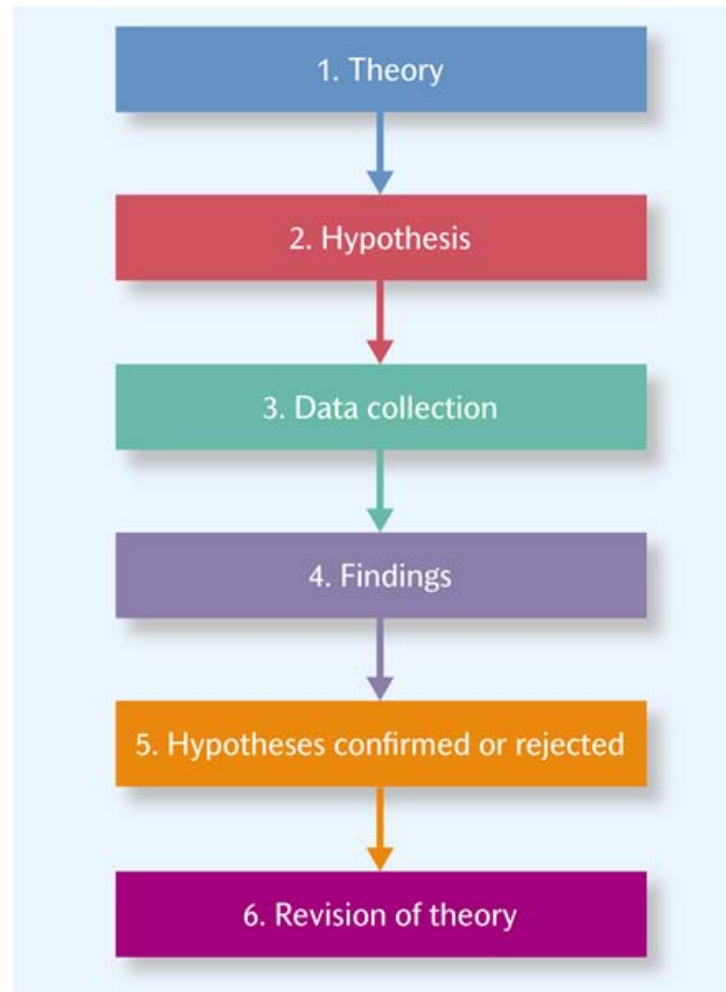 1. Theory
2. Hypothesis
3. Data collection
4. Findings
5. Hypotheses confirmed or rejected
6. Revision of theory